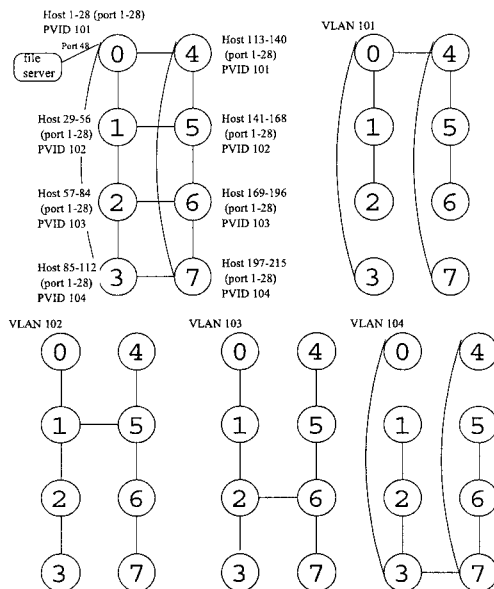 Host 1-28 (port 1-28)
PVID 101
Port 48
file
server
0
4
Host 113-140
(port 1-28)
PVID 101
Host 29-56
(port 1-28)
PVID 102
1
5
Host 141-168
(port 1-28)
PVID 102
Host 57-84
(port 1-28)
PVID 103
2
6
Host 169-196
(port 1-28)
PVID 103
Host 85-112
(port 1-28)
PVID 104
3
7
Host 197-215
(port 1-28)
PVID 104
VLAN 101
0
4
1
5
2
6
3
7
VLAN 102
0
4
1
5
2
6
3
7
VLAN 103
0
4
1
5
2
6
3
7
VLAN 104
0
4
1
5
2
6
3
7